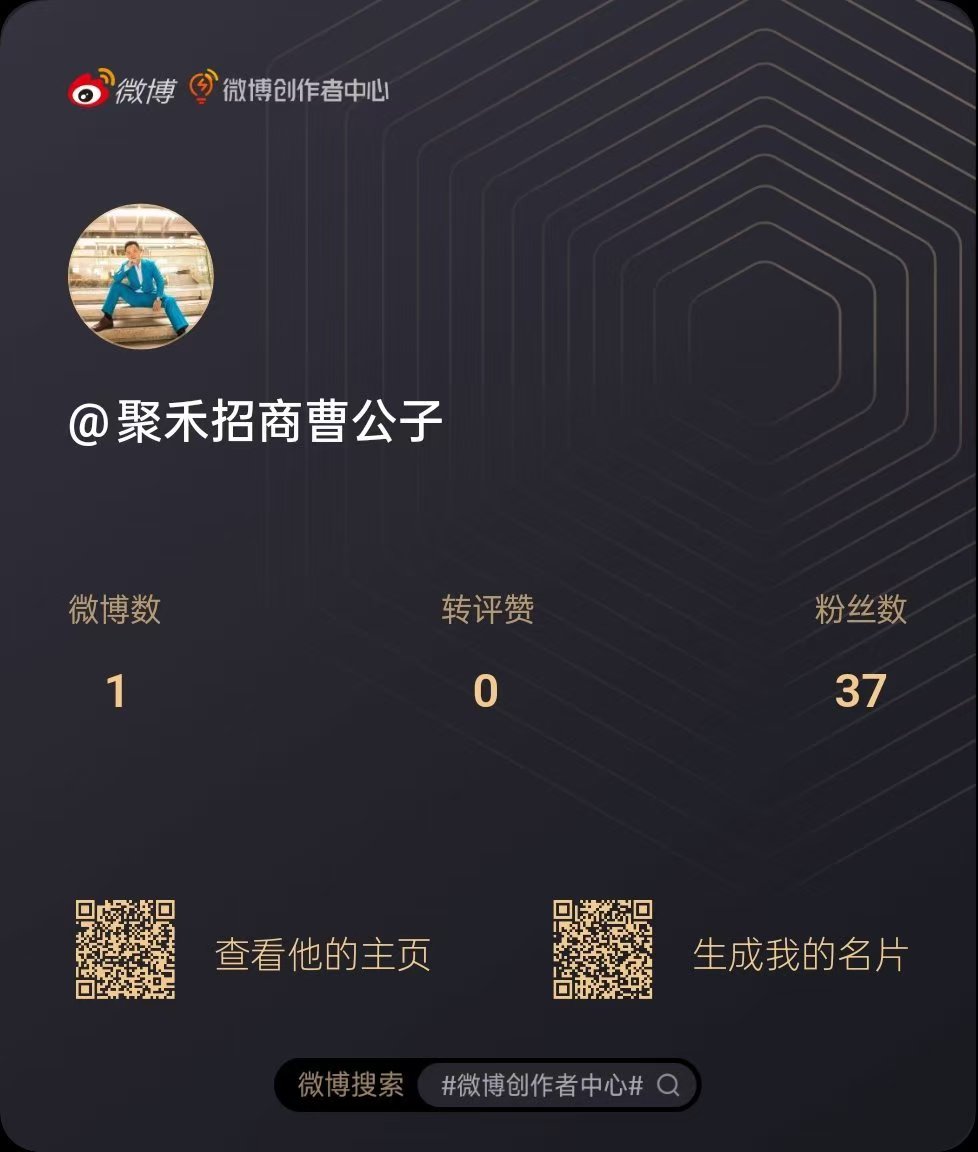 微博 微博创作者中心
@聚禾招商曹公子
微博数 转评赞 粉丝数
1 0 37
查看他的主页 生成我的名片
微博搜索 #微博创作者中心#